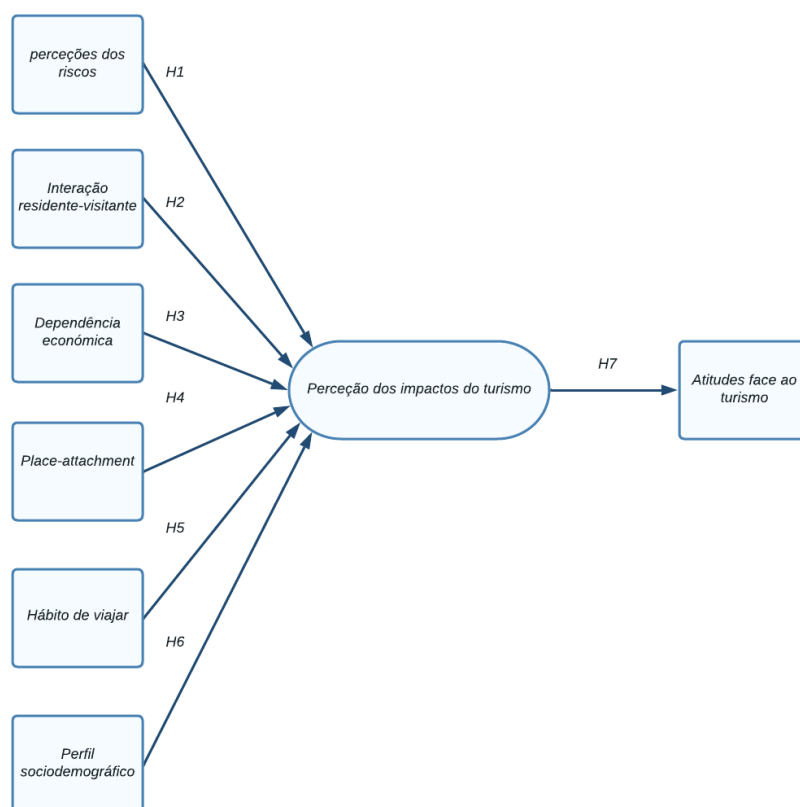 perceções dos
riscos
H1
Interação
residente-visitante
H2
Dependência
económica
H3
H4
Place-attachment
H5
Hábito de viajar
H6
Perfil
sociodemográfico
Perceção dos impactos do turismo
H7
Atitudes face ao
turismo